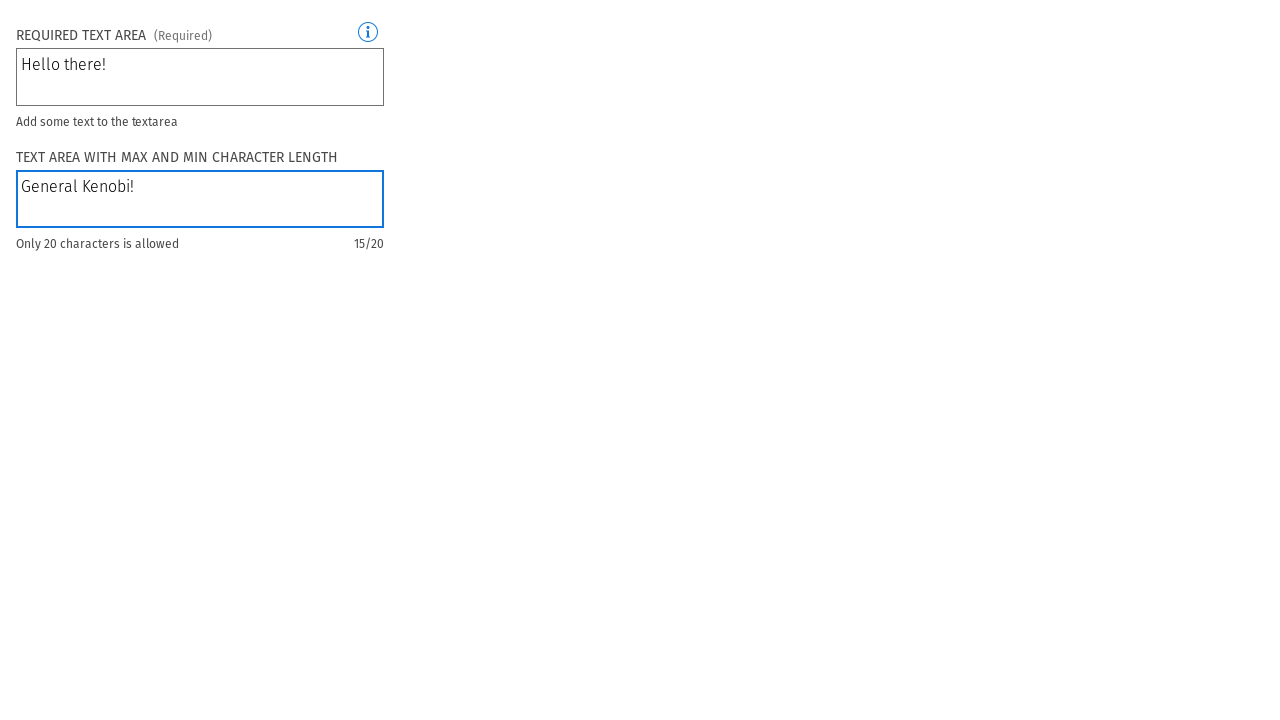 REQUIRED TEXT AREA (Required)
Hello there!
Add some text to the textarea
TEXT AREA WITH MAX AND MIN CHARACTER LENGTH
General Kenobi!
Only 20 characters is allowed 15/20